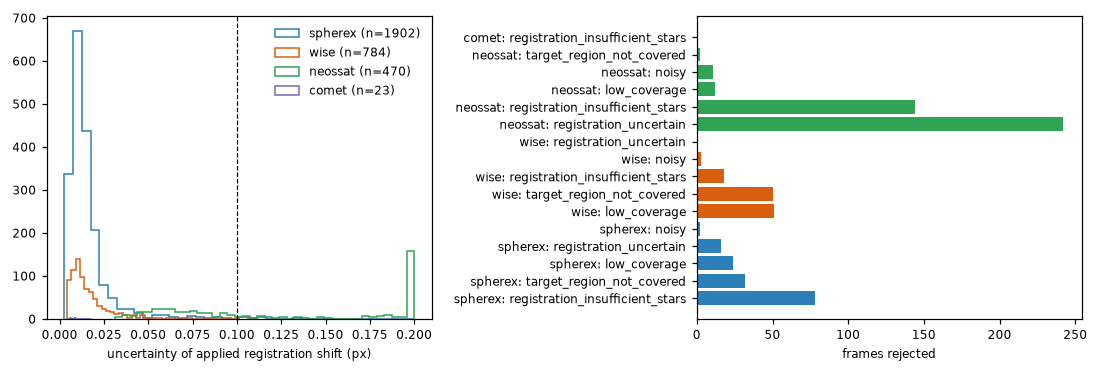 700
600
500
400
300
200
100
0
0.000 0.025 0.050 0.075 0.100 0.125 0.150 0.175 0.200
uncertainty of applied registration shift (px)
spherex (n=1902)
wise (n=784)
neossat (n=470)
comet (n=23)
comet: registration_insufficient_stars
neossat: target_region_not_covered
neossat: noisy
neossat: low_coverage
neossat: registration_insufficient_stars
neossat: registration_uncertain
wise: registration_uncertain
wise: noisy
wise: registration_insufficient_stars
wise: target_region_not_covered
wise: low_coverage
spherex: noisy
spherex: registration_uncertain
spherex: low_coverage
spherex: target_region_not_covered
spherex: registration_insufficient_stars
0 50 100 150 200 250
frames rejected